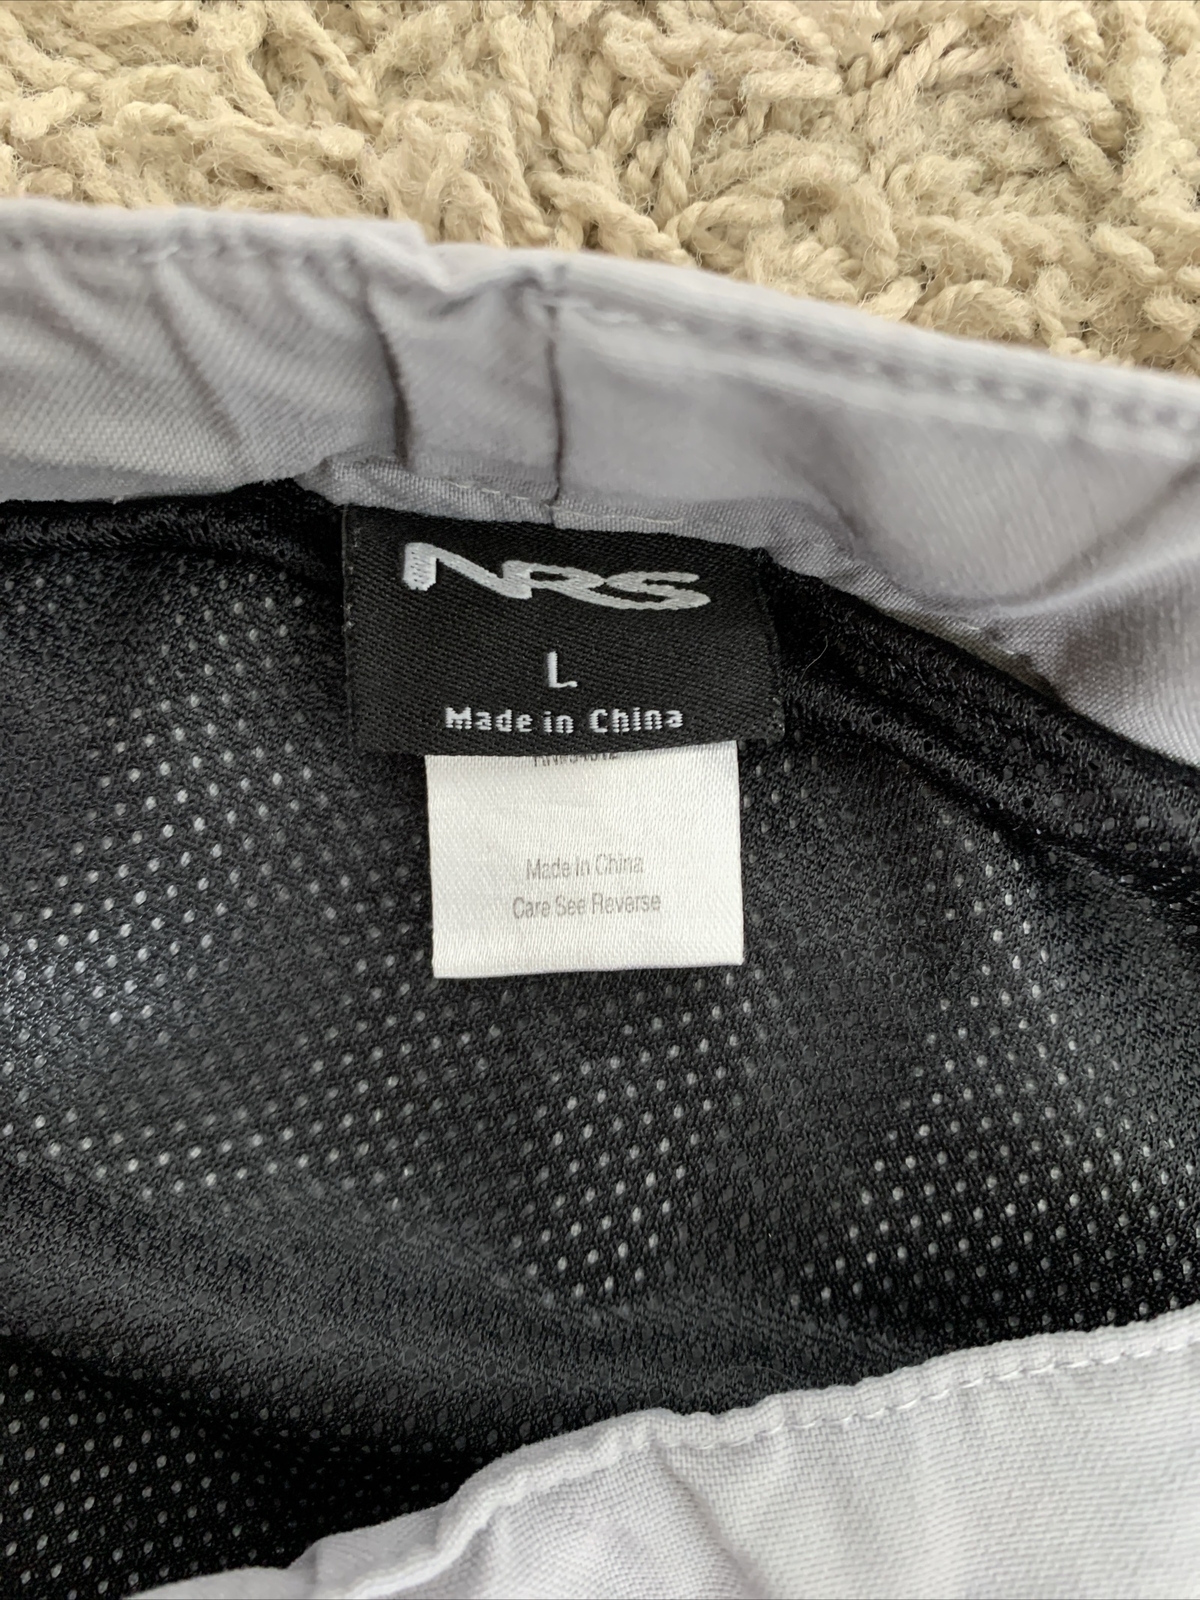 NRS
L
Made in China
Made In China
Care See Reverse